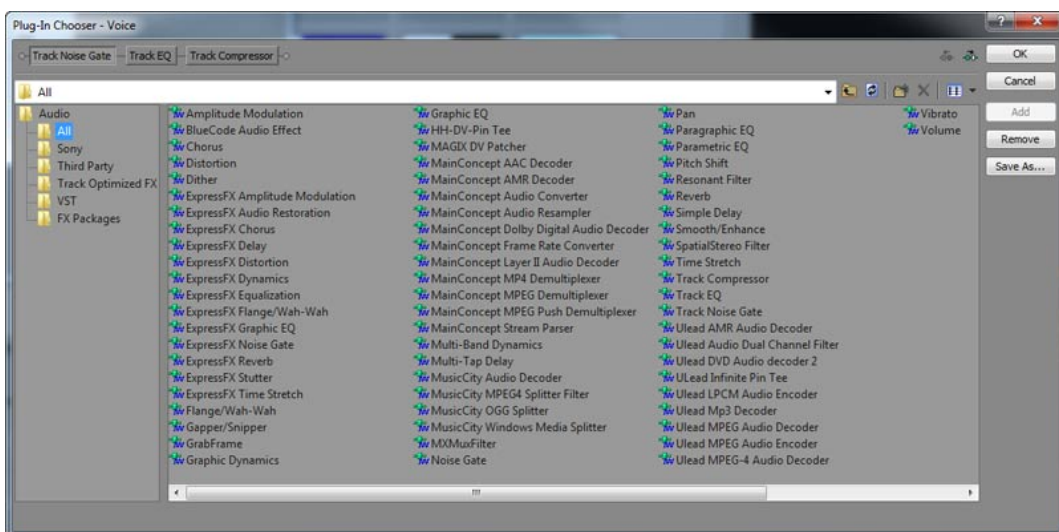 Plug-In Chooser - Voice
Track Noise Gate
Track EQ
Track Compressor
OK
All
Cancel
Add
Remove
Save As...
Audio
All
Sony
Third Party
Track Optimized FX
VST
FX Packages
Amplitude Modulation
BlueCode Audio Effect
Chorus
Distortion
Dither
ExpressFX Amplitude Modulation
ExpressFX Audio Restoration
ExpressFX Chorus
ExpressFX Delay
ExpressFX Distortion
ExpressFX Dynamics
ExpressFX Equalization
ExpressFX Flange/Wah-Wah
ExpressFX Graphic EQ
ExpressFX Noise Gate
ExpressFX Reverb
ExpressFX Stutter
ExpressFX Time Stretch
Flange/Wah-Wah
Gapper/Snipper
GrabFrame
Graphic Dynamics
Graphic EQ
HH-DV-Pin Tee
MAGIX DV Patcher
MainConcept AAC Decoder
MainConcept AMR Decoder
MainConcept Audio Converter
MainConcept Audio Resampler
MainConcept Dolby Digital Audio Decoder
MainConcept Frame Rate Converter
MainConcept Layer II Audio Decoder
MainConcept MP4 Demultiplexer
MainConcept MPEG Demultiplexer
MainConcept MPEG Push Demultiplexer
MainConcept Stream Parser
Multi-Band Dynamics
Multi-Tap Delay
MusicCity Audio Decoder
MusicCity MPEG4 Splitter Filter
MusicCity OGG Splitter
MusicCity Windows Media Splitter
MXMuxFilter
Noise Gate
Pan
Paragraphic EQ
Parametric EQ
Pitch Shift
Resonant Filter
Reverb
Simple Delay
Smooth/Enhance
SpatialStereo Filter
Time Stretch
Track Compressor
Track EQ
Track Noise Gate
Ulead AMR Audio Decoder
Ulead Audio Dual Channel Filter
Ulead DVD Audio decoder 2
ULead Infinite Pin Tee
Ulead LPCM Audio Encoder
Ulead Mp3 Decoder
Ulead MPEG Audio Decoder
Ulead MPEG Audio Encoder
Ulead MPEG-4 Audio Decoder
Vibrato
Volume